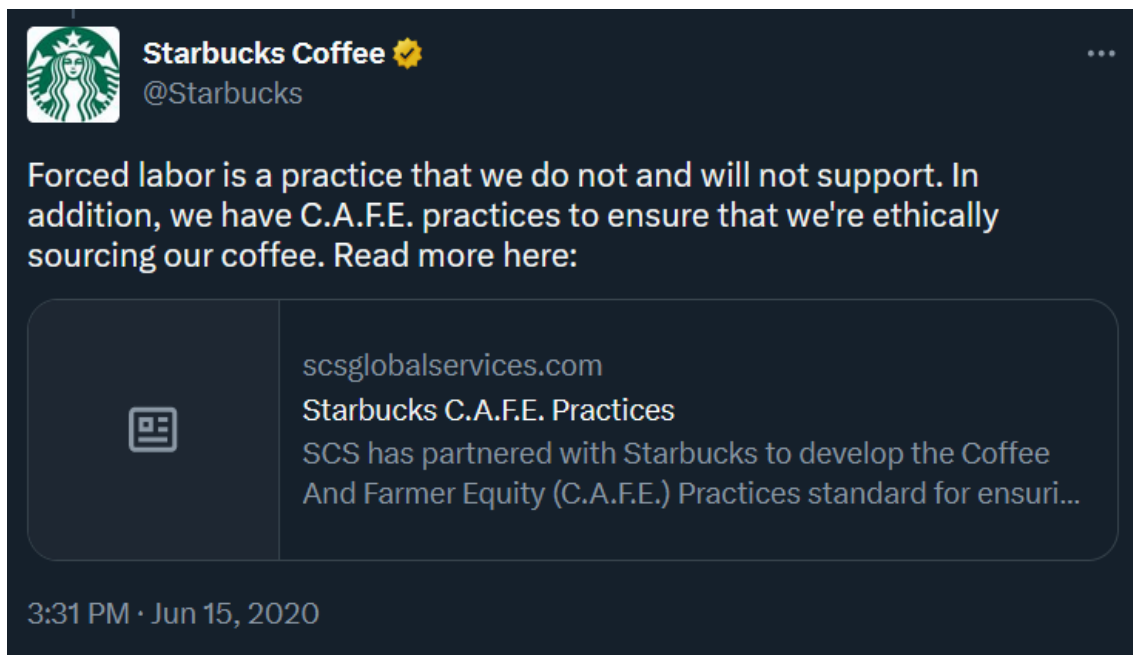 Starbucks Coffee
@Starbucks
Forced labor is a practice that we do not and will not support. In
addition, we have C.A.F.E. practices to ensure that we're ethically
sourcing our coffee. Read more here:
scsglobalservices.com
Starbucks C.A.F.E. Practices
SCS has partnered with Starbucks to develop the Coffee
And Farmer Equity (C.A.F.E.) Practices standard for ensuri...
3:31 PM · Jun 15, 2020